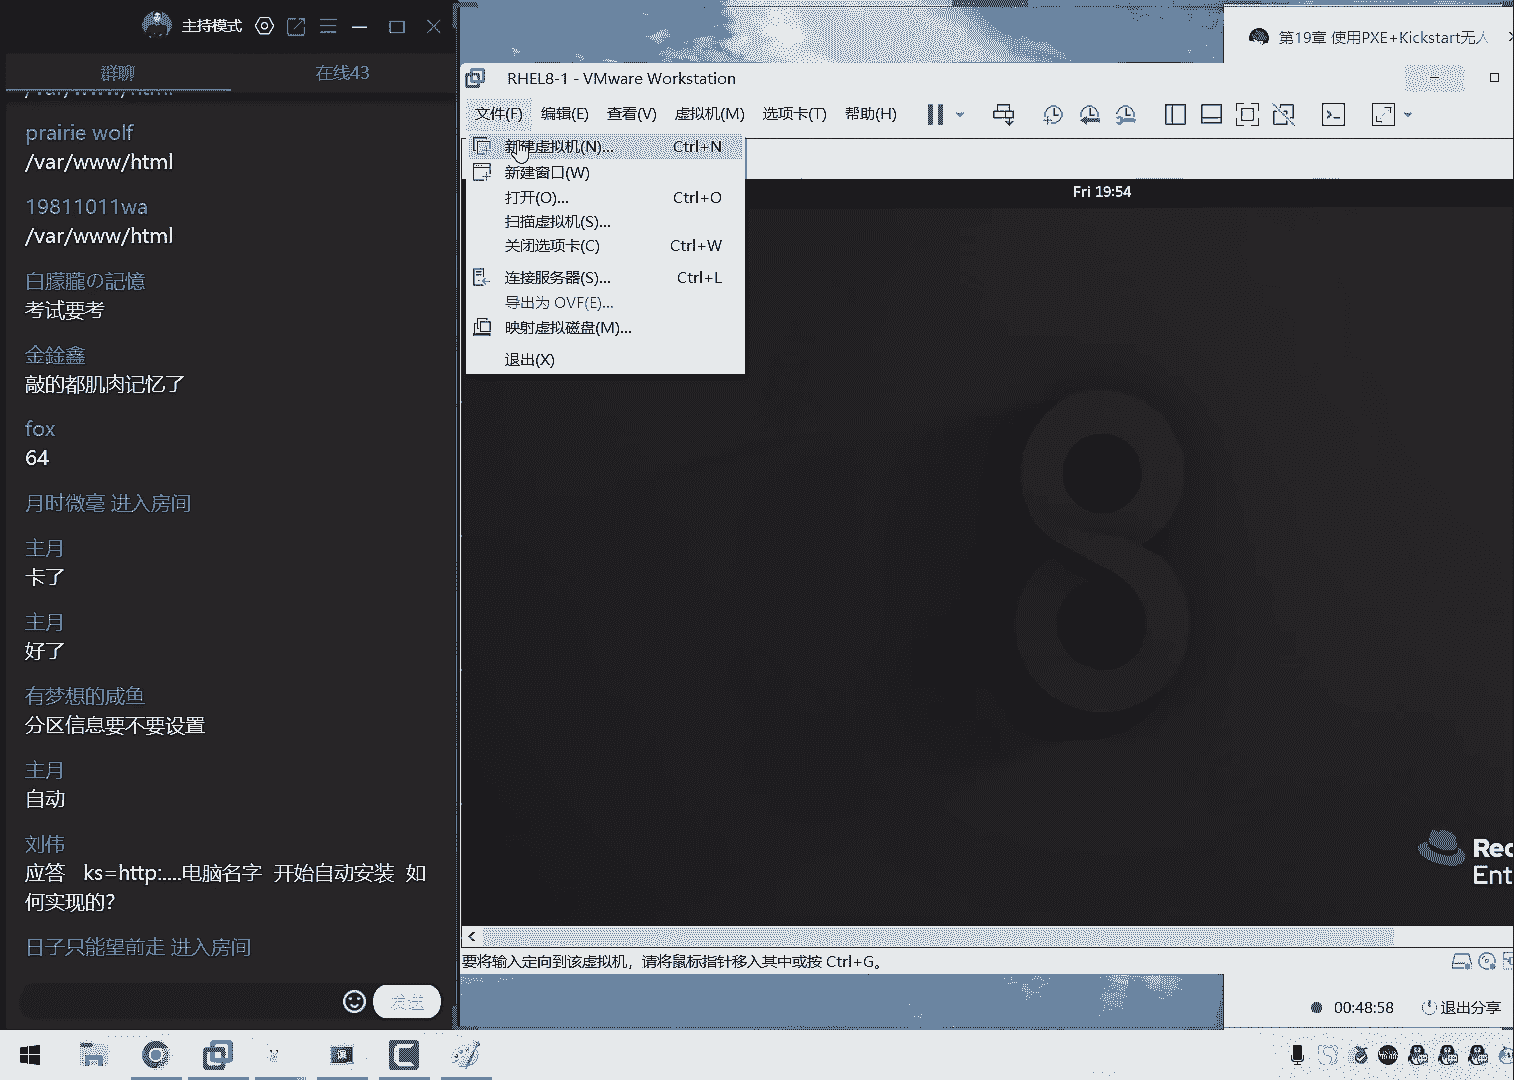 主持模式
群聊
在线43
/var/www/html
prairie wolf
/var/www/html
19811011wa
/var/www/html
白朦朧の記憶
考试要考
金銓鑫
敲的都肌肉记忆了
fox
64
月时微毫 进入房间
主月
卡了
主月
好了
有梦想的咸鱼
分区信息要不要设置
主月
自动
刘伟
应答 ks=http:....电脑名字 开始自动安装 如
何实现的?
日子只能望前走 进入房间
发送
第19章 使用PXE+Kickstart无人
RHEL8-1 - VMware Workstation
文件(F) 编辑(E) 查看(V) 虚拟机(M) 选项卡(T) 帮助(H)
新建虚拟机(N)... Ctrl+N
新建窗口(W)
打开(O)... Ctrl+O
扫描虚拟机(S)...
关闭选项卡(C) Ctrl+W
连接服务器(S)... Ctrl+L
导出为 OVF(E)...
映射虚拟磁盘(M)...
退出(X)
Fri 19:54
Red
Ent
要将输入定向到该虚拟机，请将鼠标指针移入其中或按 Ctrl+G。
00:48:58
退出分享